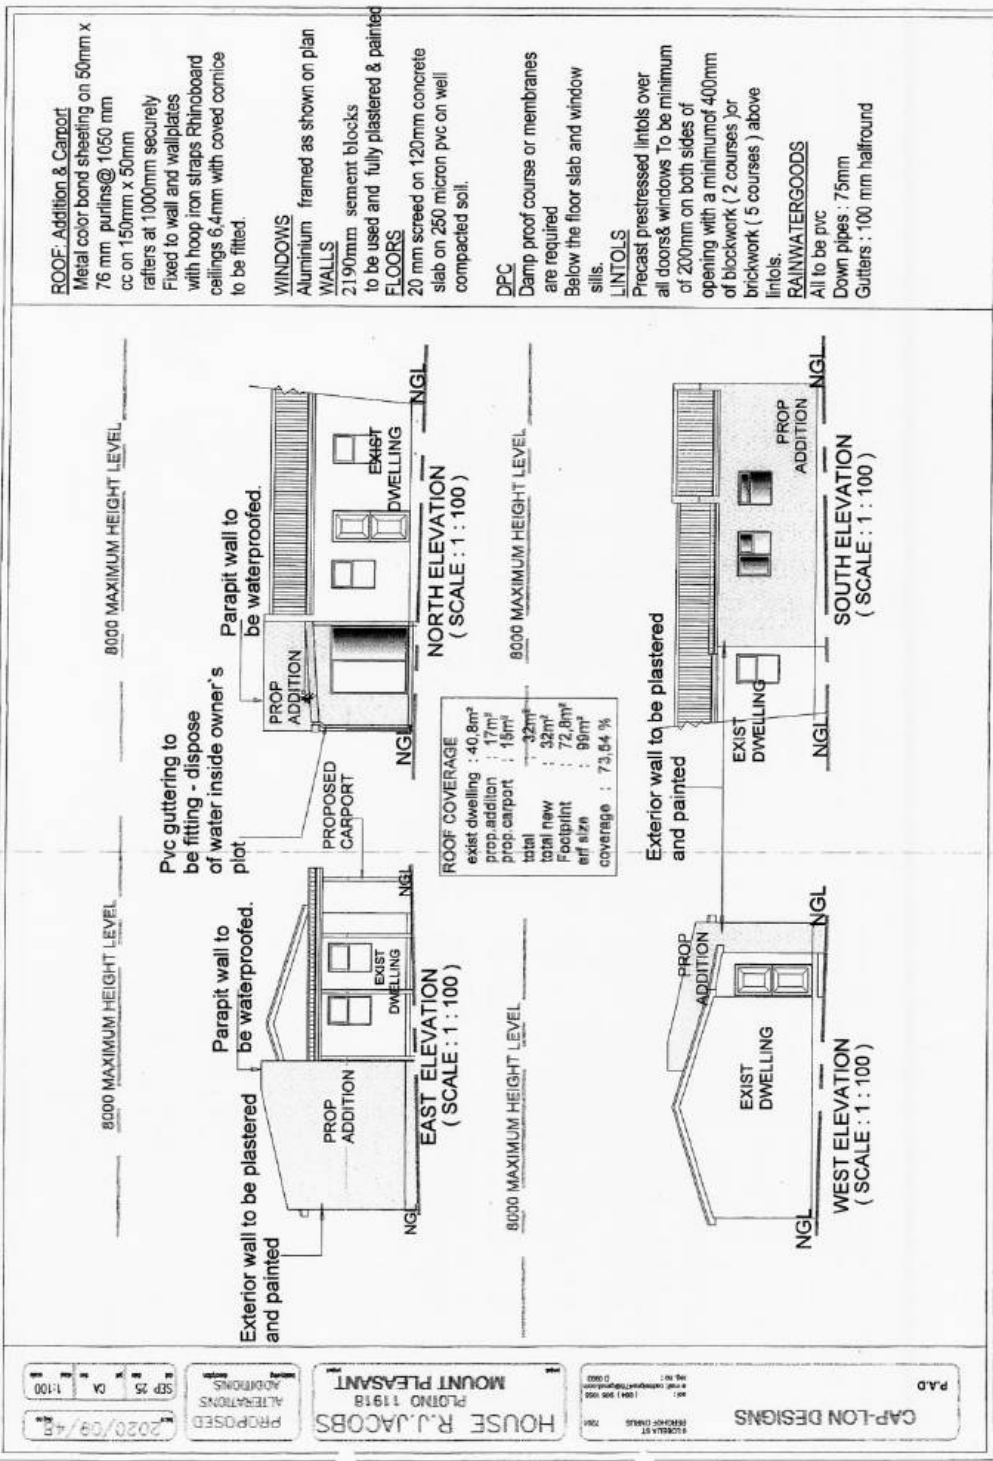 ROOF: Addition & Carport
Metal color bond sheeting on 50mm x
76 mm purlins@ 1050 mm
cc on 150mm x 50mm
rafters at 1000mm securely
Fixed to wall and wallplates
with hoop iron straps Rhinoboard
ceilings 6,4mm with coved cornice
to be fitted.
WINDOWS
Aluminium framed as shown on plan
WALLS
2190mm sement blocks
to be used and fully plastered & painted
FLOORS
20 mm screed on 120mm concrete
slab on 250 micron pvc on well
compacted soil.
DPC
Damp proof course or membranes
are required
Below the floor slab and window
sills.
LINTOLS
Precast prestressed lintols over
all doors& windows To be minimum
of 200mm on both sides of
opening with a minimumof 400mm
of blockwork ( 2 courses )or
brickwork ( 5 courses ) above
lintols.
RAINWATERGOODS
All to be pvc
Down pipes : 75mm
Gutters : 100 mm halfround
8000 MAXIMUM HEIGHT LEVEL
8000 MAXIMUM HEIGHT LEVEL
Exterior wall to be plastered
and painted
Parapit wall to
be waterproofed.
Pvc guttering to
be fitting - dispose
of water inside owner`s
plot
Parapit wall to
be waterproofed.
PROP
ADDITION
EXIST
DWELLING
PROPOSED
CARPORT
NGL
NGL
EAST ELEVATION
( SCALE : 1 : 100 )
PROP
ADDITION
EXIST
DWELLING
NGL
NGL
NORTH ELEVATION
( SCALE : 1 : 100 )
ROOF COVERAGE
exist dwelling : 40,8m²
prop.additon : 17m²
prop.carport : 15m²
total : 32m²
total new : 32m²
Footprint : 72,8m²
erf size : 99m²
coverage : 73,54 %
8000 MAXIMUM HEIGHT LEVEL
8000 MAXIMUM HEIGHT LEVEL
Exterior wall to be plastered
and painted
PROP
ADDITION
EXIST
DWELLING
NGL
NGL
WEST ELEVATION
( SCALE : 1 : 100 )
EXIST
DWELLING
PROP
ADDITION
NGL
NGL
SOUTH ELEVATION
( SCALE : 1 : 100 )
CAP-LON DESIGNS
P.A.D
HOUSE R.J.JACOBS
PLOTNO 11918
MOUNT PLEASANT
PROPOSED
ALTERATIONS
ADDITIONS
2020/09/48
SEP 25
CA
1:100